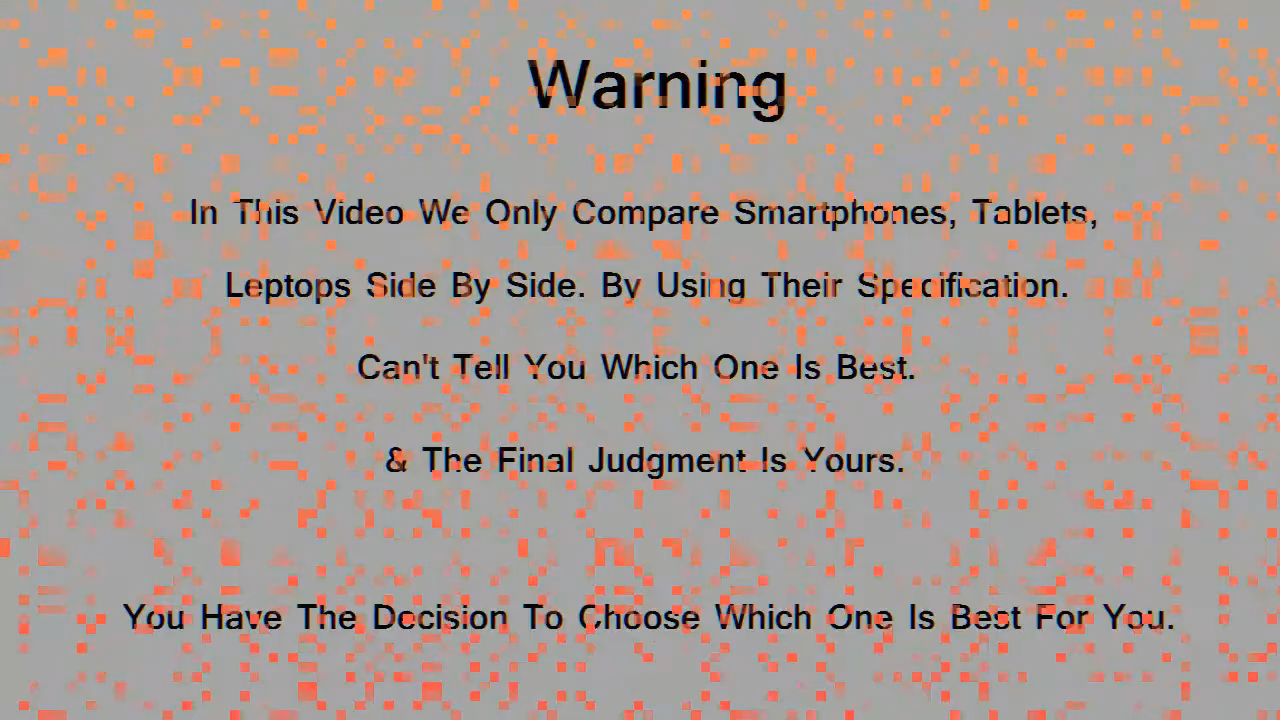 Warning
In This Video We Only Compare Smartphones, Tablets,
Leptops Side By Side. By Using Their Specification.
Can't Tell You Which One Is Best.
& The Final Judgment Is Yours.
You Have The Decision To Choose Which One Is Best For You.